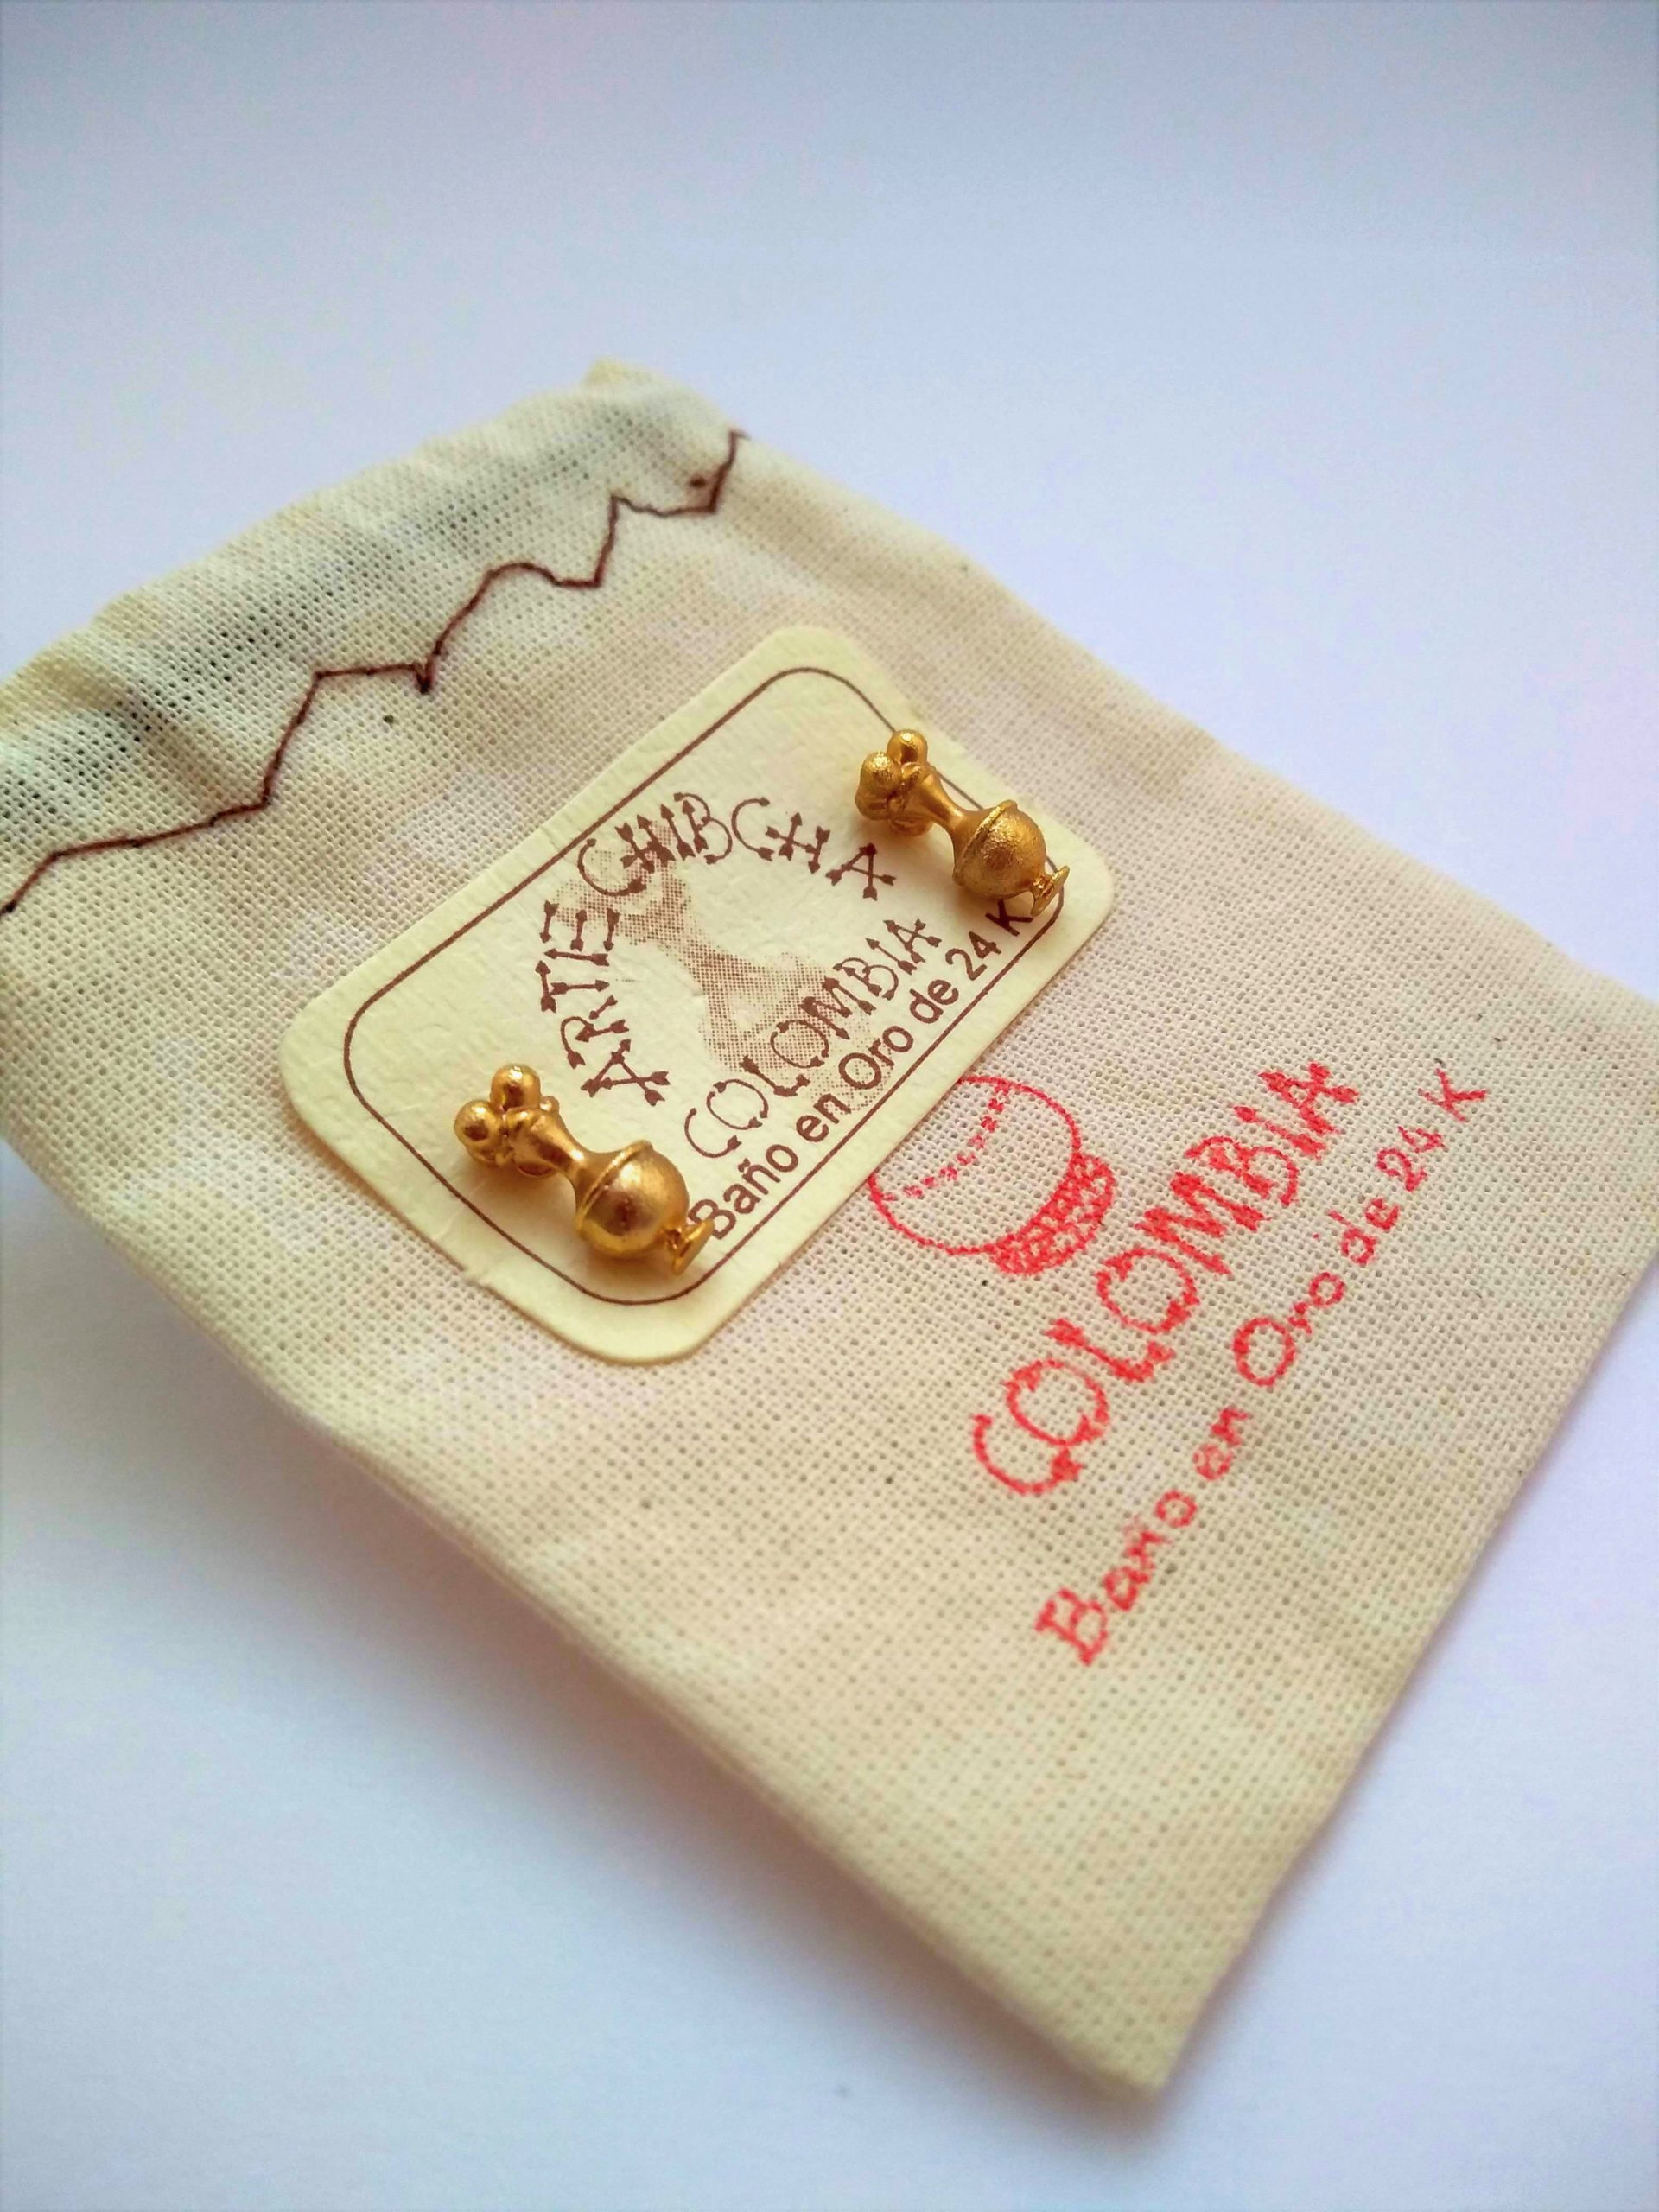 ARTE CHIBCHA
COLOMBIA
Baño en Oro de 24 K
COLOMBIA
Baño en Oro de 24 K